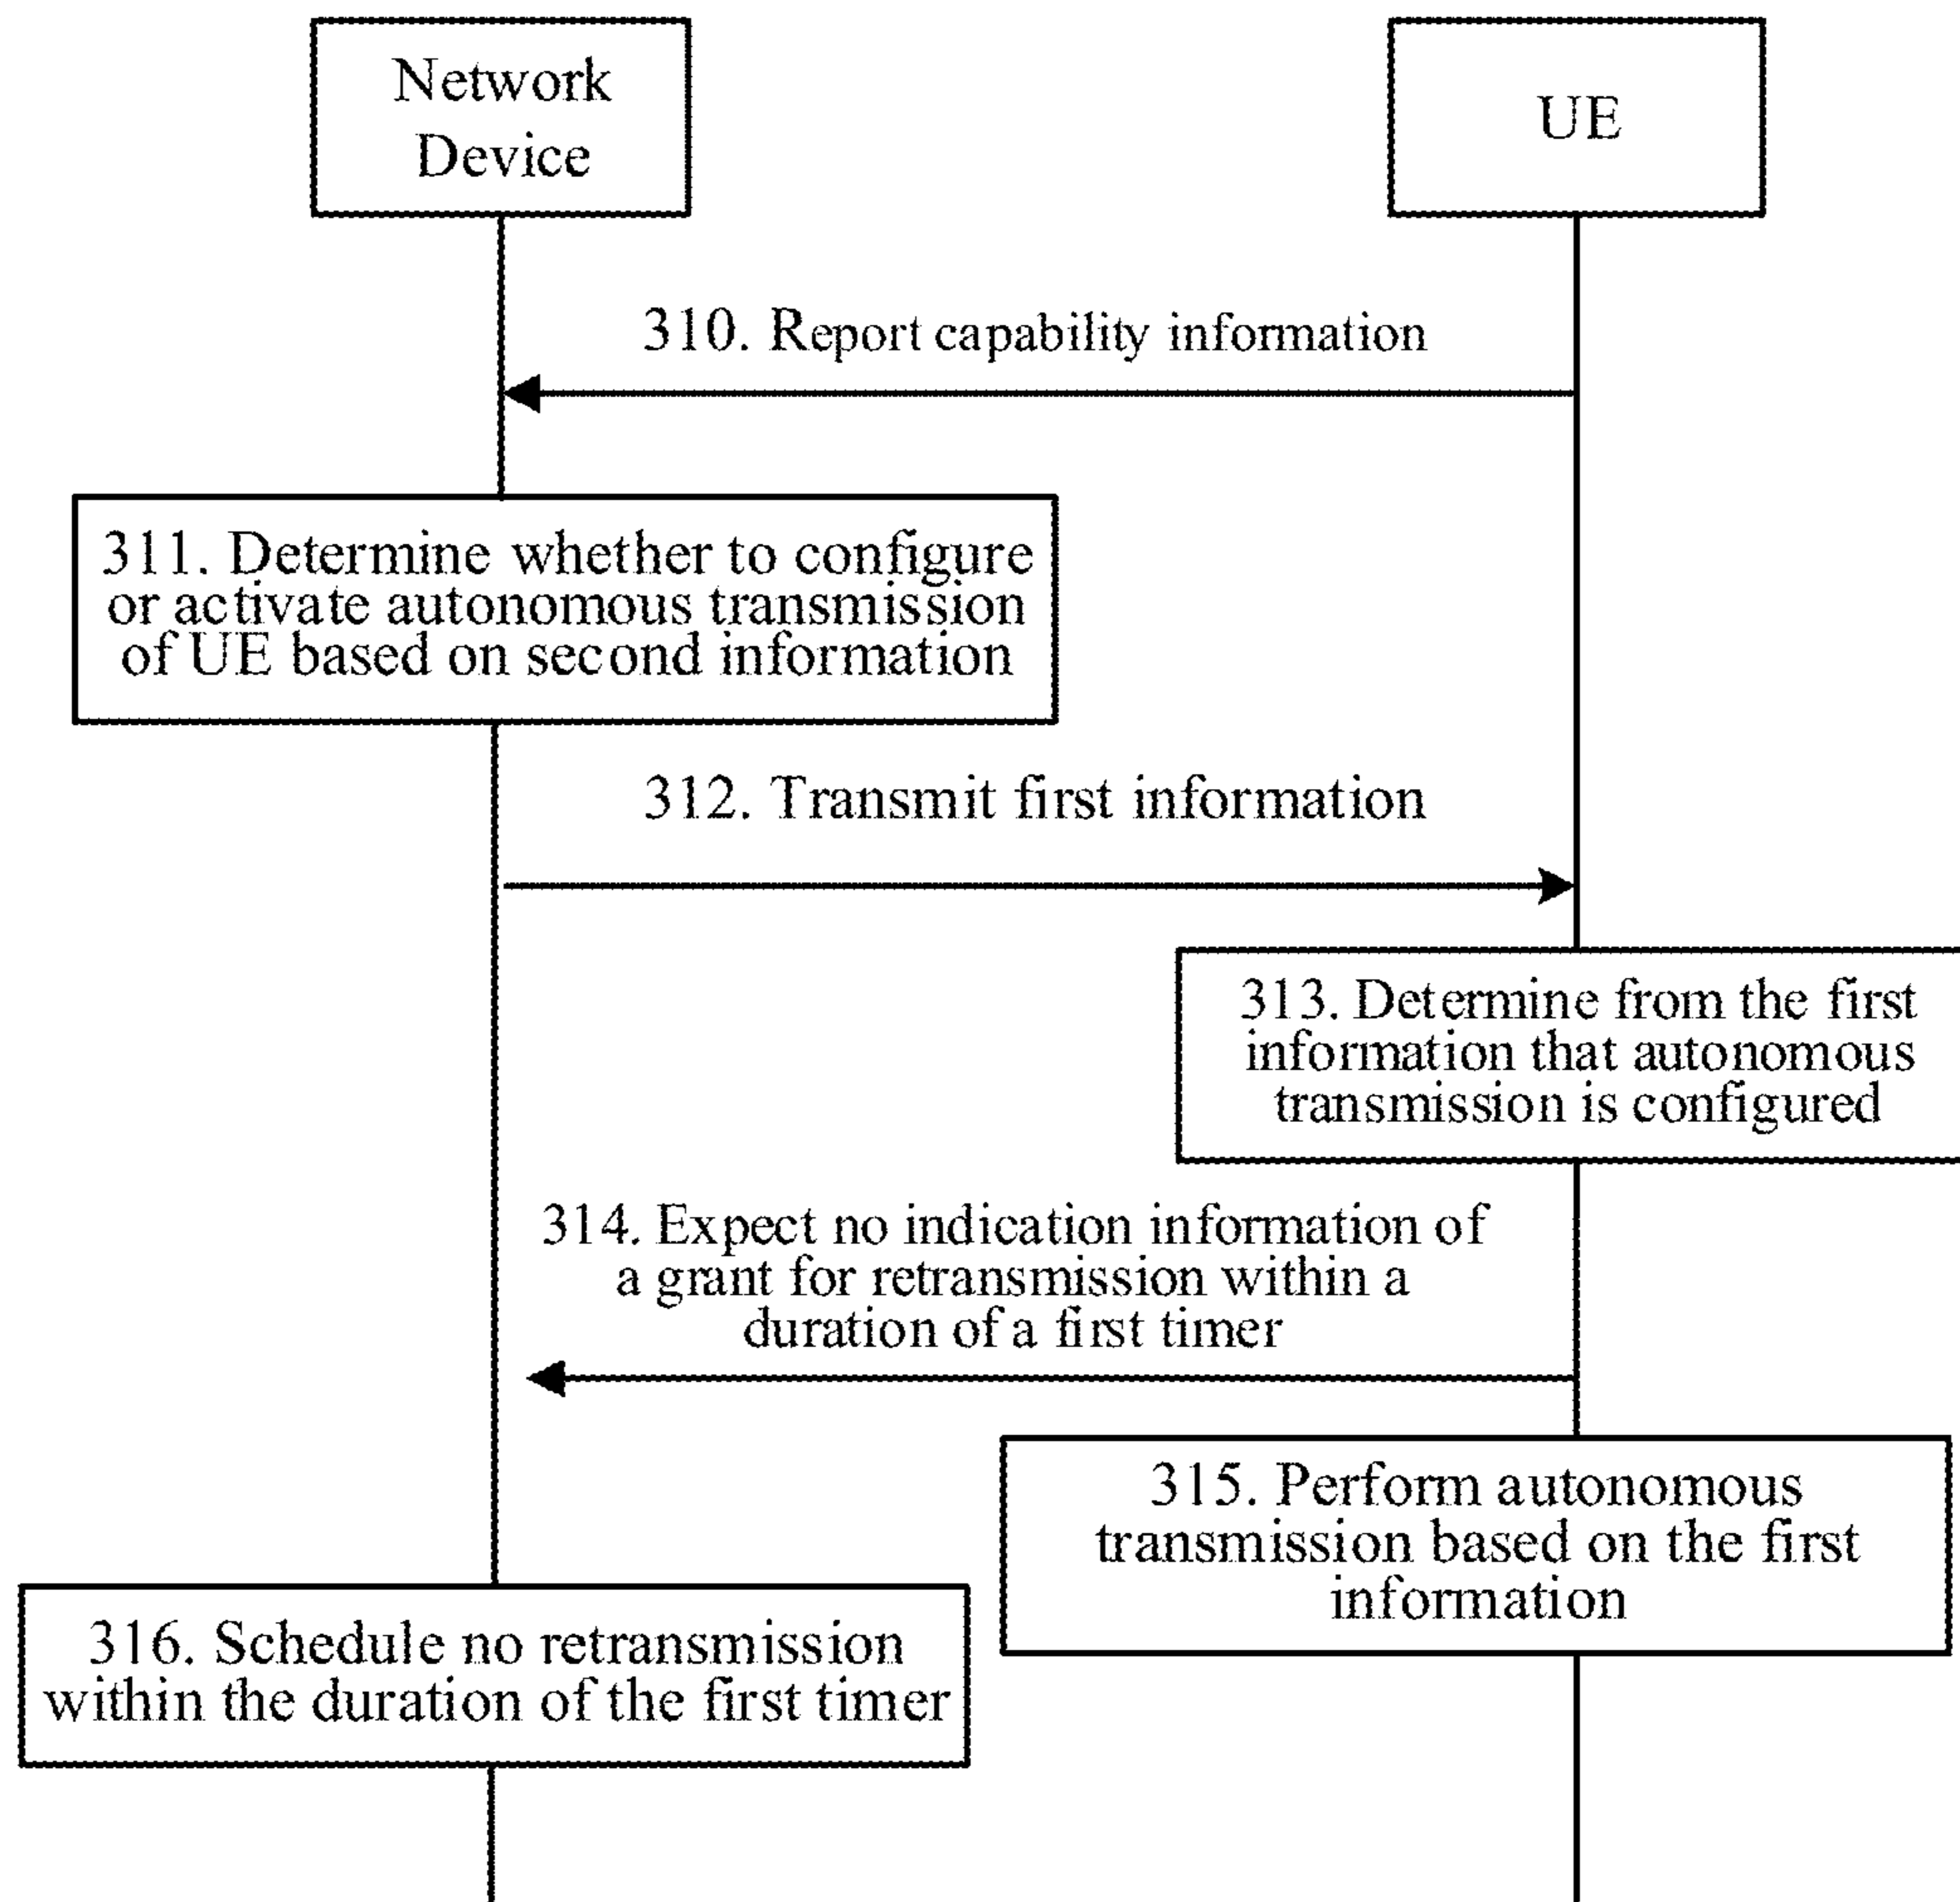 Network
Device
UE
310. Report capability information
311. Determine whether to configure
or activate autonomous transmission
of UE based on second information
312. Transmit first information
313. Determine from the first
information that autonomous
transmission is configured
314. Expect no indication information of
a grant for retransmission within a
duration of a first timer
315. Perform autonomous
transmission based on the first
information
316. Schedule no retransmission
within the duration of the first timer